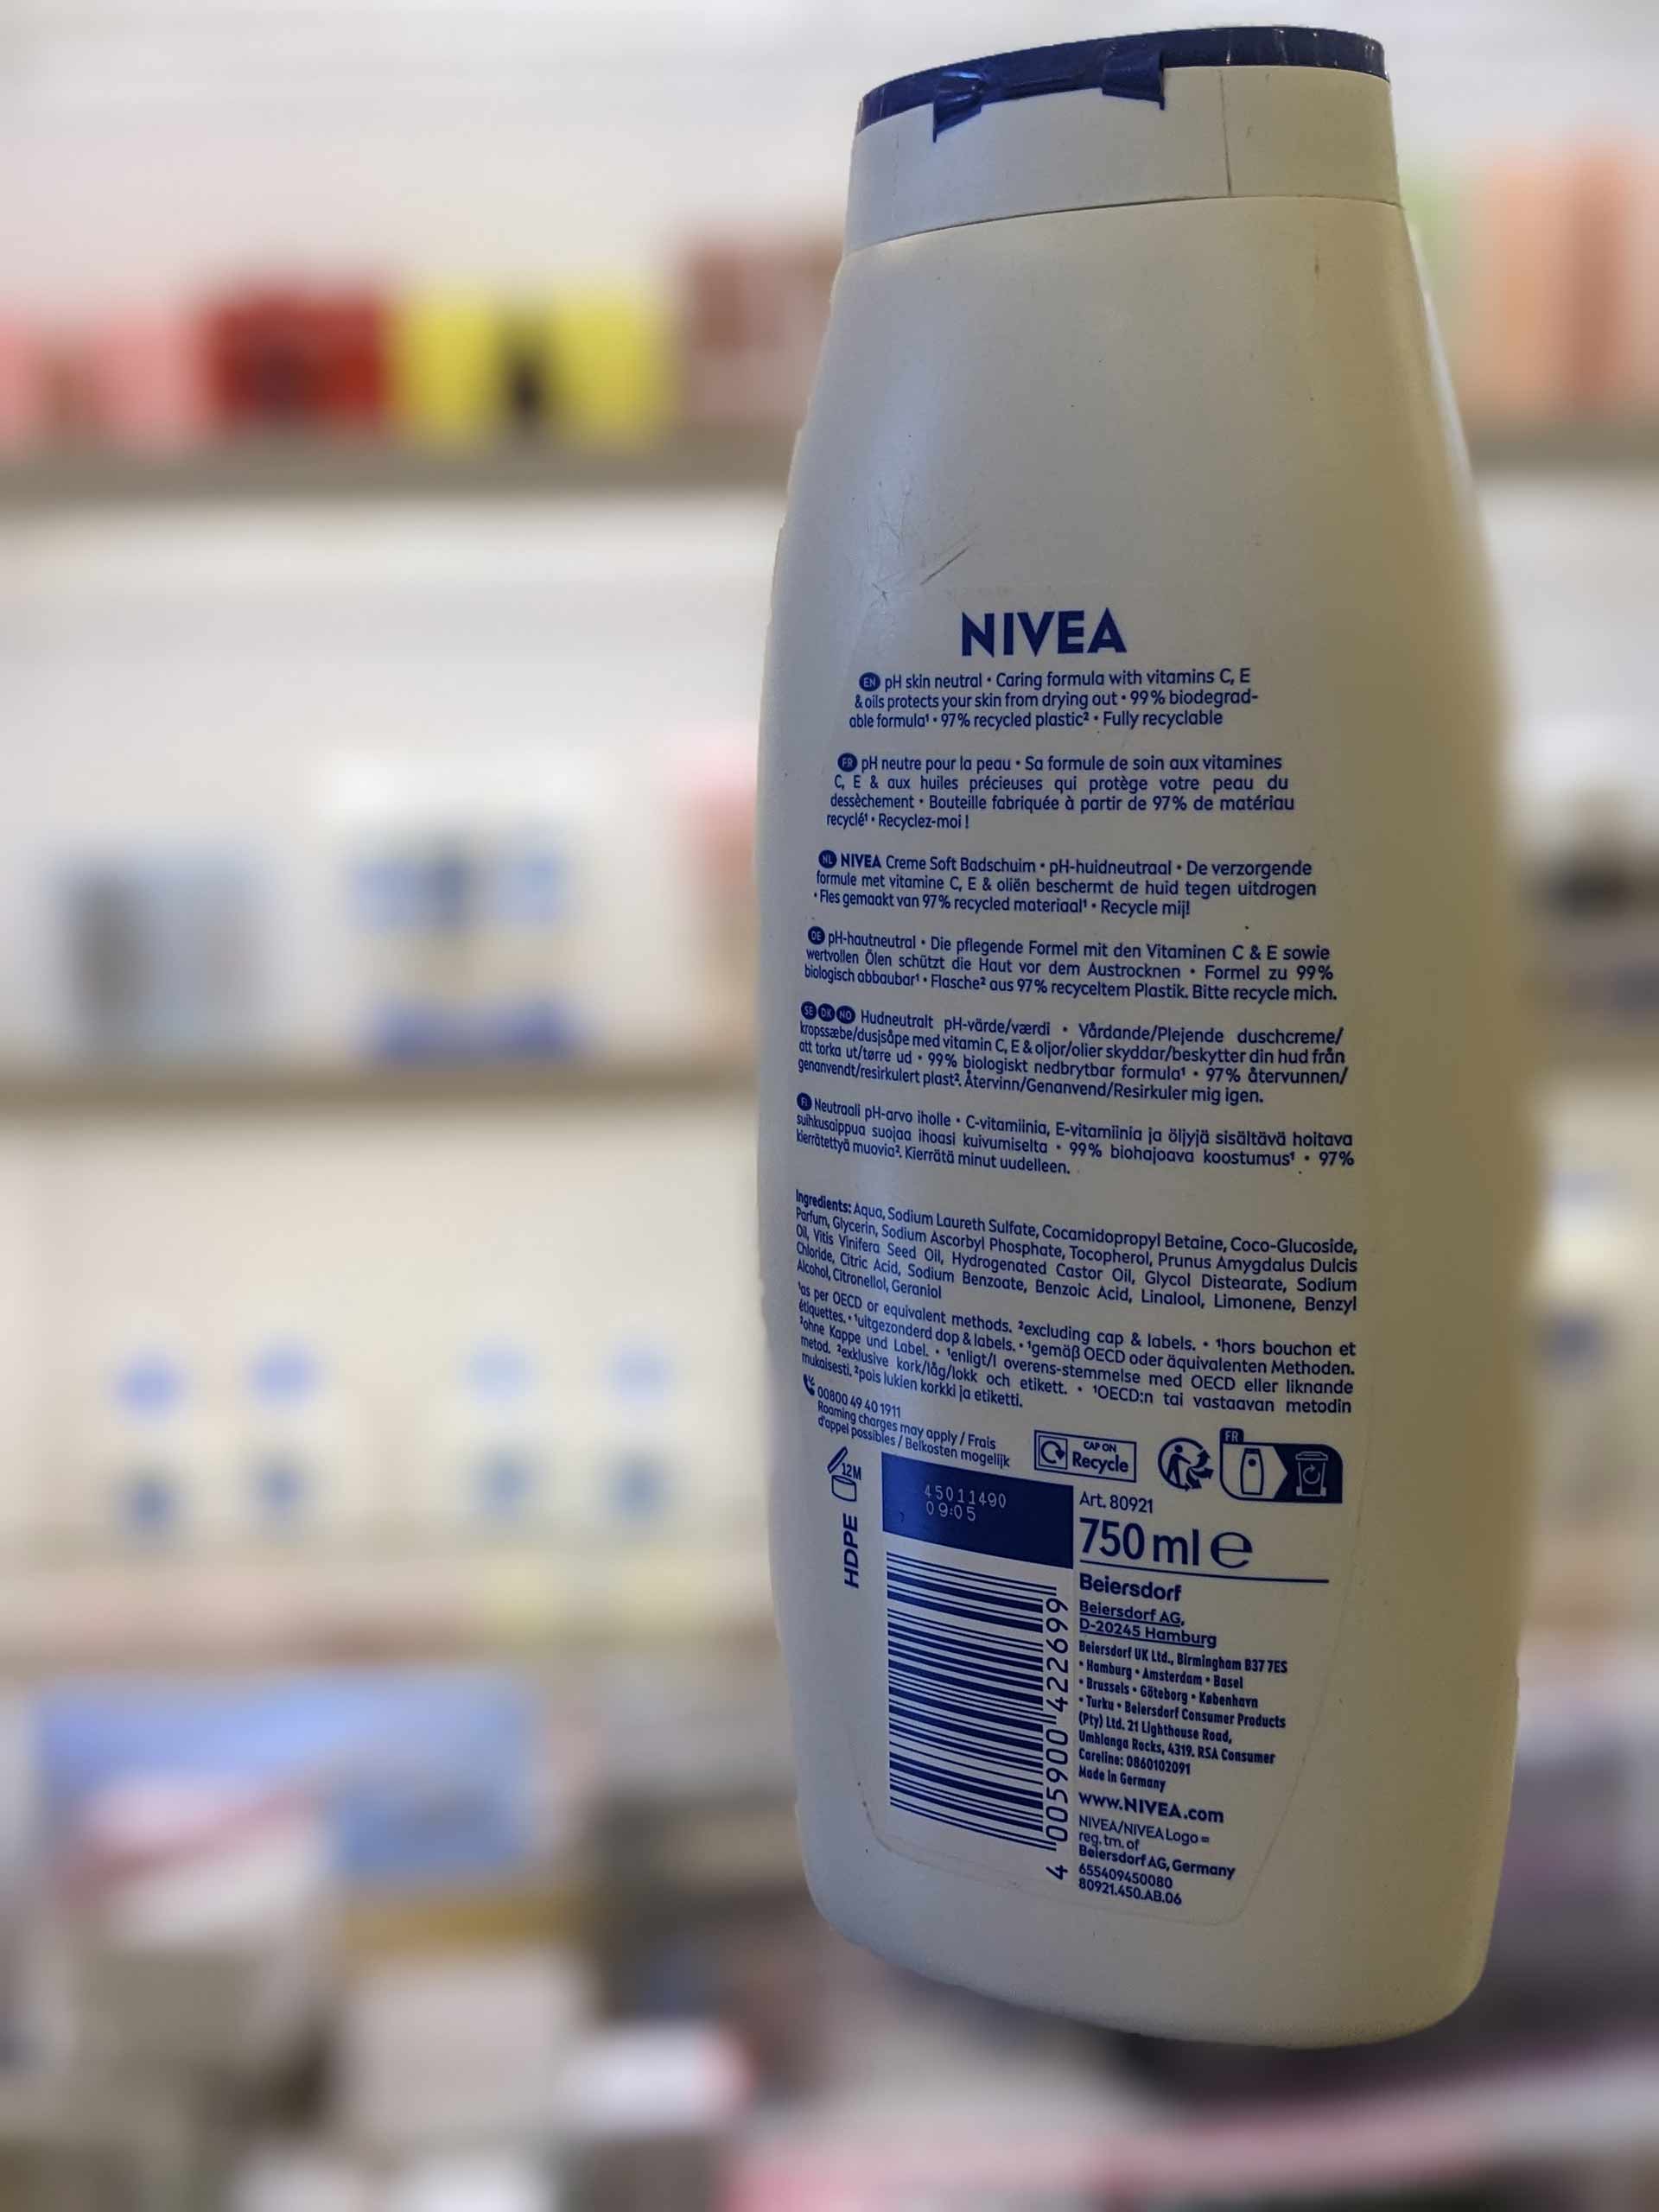 NIVEA
EN pH skin neutral • Caring formula with vitamins C, E
& oils protects your skin from drying out • 99% biodegrad-
able formula¹ • 97% recycled plastic² • Fully recyclable
FR pH neutre pour la peau • Sa formule de soin aux vitamines
C, E & aux huiles précieuses qui protège votre peau du
dessèchement • Bouteille fabriquée à partir de 97% de matériau
recyclé¹ • Recyclez-moi !
NL NIVEA Creme Soft Badschuim • pH-huidneutraal • De verzorgende
formule met vitamine C, E & oliën beschermt de huid tegen uitdrogen
• Fles gemaakt van 97% recycled materiaal¹ • Recycle mij!
DE pH-hautneutral • Die pflegende Formel mit den Vitaminen C & E sowie
wertvollen Ölen schützt die Haut vor dem Austrocknen • Formel zu 99%
biologisch abbaubar¹ • Flasche² aus 97% recyceltem Plastik. Bitte recycle mich.
SE DK NO Hudneutralt pH-värde/værdi • Vårdande/Plejende duschcreme/
kropssæbe/dusjsåpe med vitamin C, E & oljor/olier skyddar/beskytter din hud från
att torka ut/tørre ud • 99% biologiskt nedbrytbar formula¹ • 97% återvunnen/
genanvendt/resirkulert plast². Återvinn/Genanvend/Resirkuler mig igen.
FI Neutraali pH-arvo iholle • C-vitamiinia, E-vitamiinia ja öljyjä sisältävä hoitava
suihkusaippua suojaa ihoasi kuivumiselta • 99% biohajoava koostumus¹ • 97%
kierrätettyä muovia². Kierrätä minut uudelleen.
Ingredients: Aqua, Sodium Laureth Sulfate, Cocamidopropyl Betaine, Coco-Glucoside,
Parfum, Glycerin, Sodium Ascorbyl Phosphate, Tocopherol, Prunus Amygdalus Dulcis
Oil, Vitis Vinifera Seed Oil, Hydrogenated Castor Oil, Glycol Distearate, Sodium
Chloride, Citric Acid, Sodium Benzoate, Benzoic Acid, Linalool, Limonene, Benzyl
Alcohol, Citronellol, Geraniol
¹as per OECD or equivalent methods. ²excluding cap & labels. • ¹hors bouchon et
étiquettes. • ¹uitgezonderd dop & labels. • ¹gemäß OECD oder äquivalenten Methoden.
²ohne Kappe und Label. • ¹enligt/I overens-stemmelse med OECD eller liknande
metod. ²exklusive kork/låg/lokk och etikett. • ¹OECD:n tai vastaavan metodin
mukaisesti. ²pois lukien korkki ja etiketti.
00800 49 40 1911
Roaming charges may apply / Frais
d'appel possibles / Belkosten mogelijk
CAP ON
Recycle
FR
12M
HDPE
45011490
09:05
Art. 80921
750 ml e
Beiersdorf
Beiersdorf AG,
D-20245 Hamburg
Beiersdorf UK Ltd., Birmingham B37 7ES
• Hamburg • Amsterdam • Basel
• Brussels • Göteborg • København
• Turku • Beiersdorf Consumer Products
(Pty) Ltd. 21 Lighthouse Road,
Umhlanga Rocks, 4319. RSA Consumer
Careline: 0860102091
Made in Germany
www.NIVEA.com
NIVEA/NIVEA Logo =
reg. tm. of
Beiersdorf AG, Germany
655409450080
80921.450.AB.06
4 005900 422699